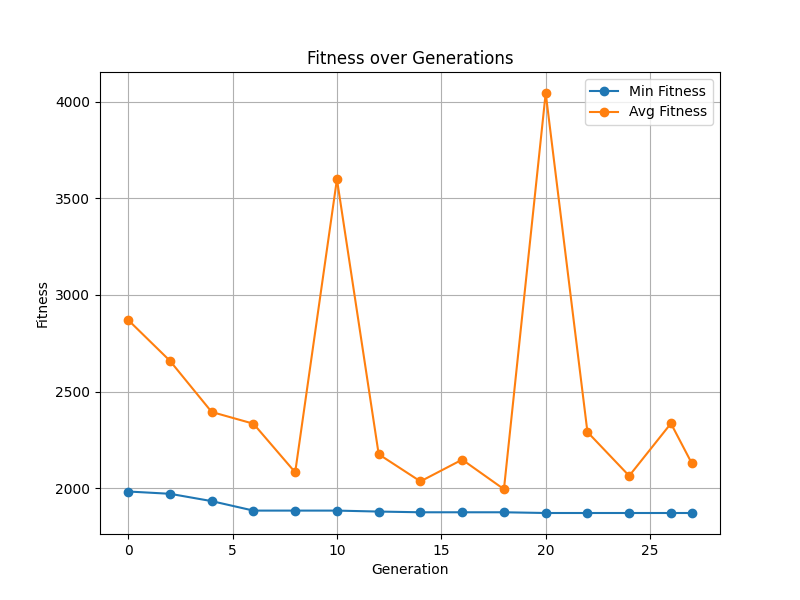 Fitness over Generations
Min Fitness
Avg Fitness
Fitness
4000
3500
3000
2500
2000
0 5 10 15 20 25
Generation